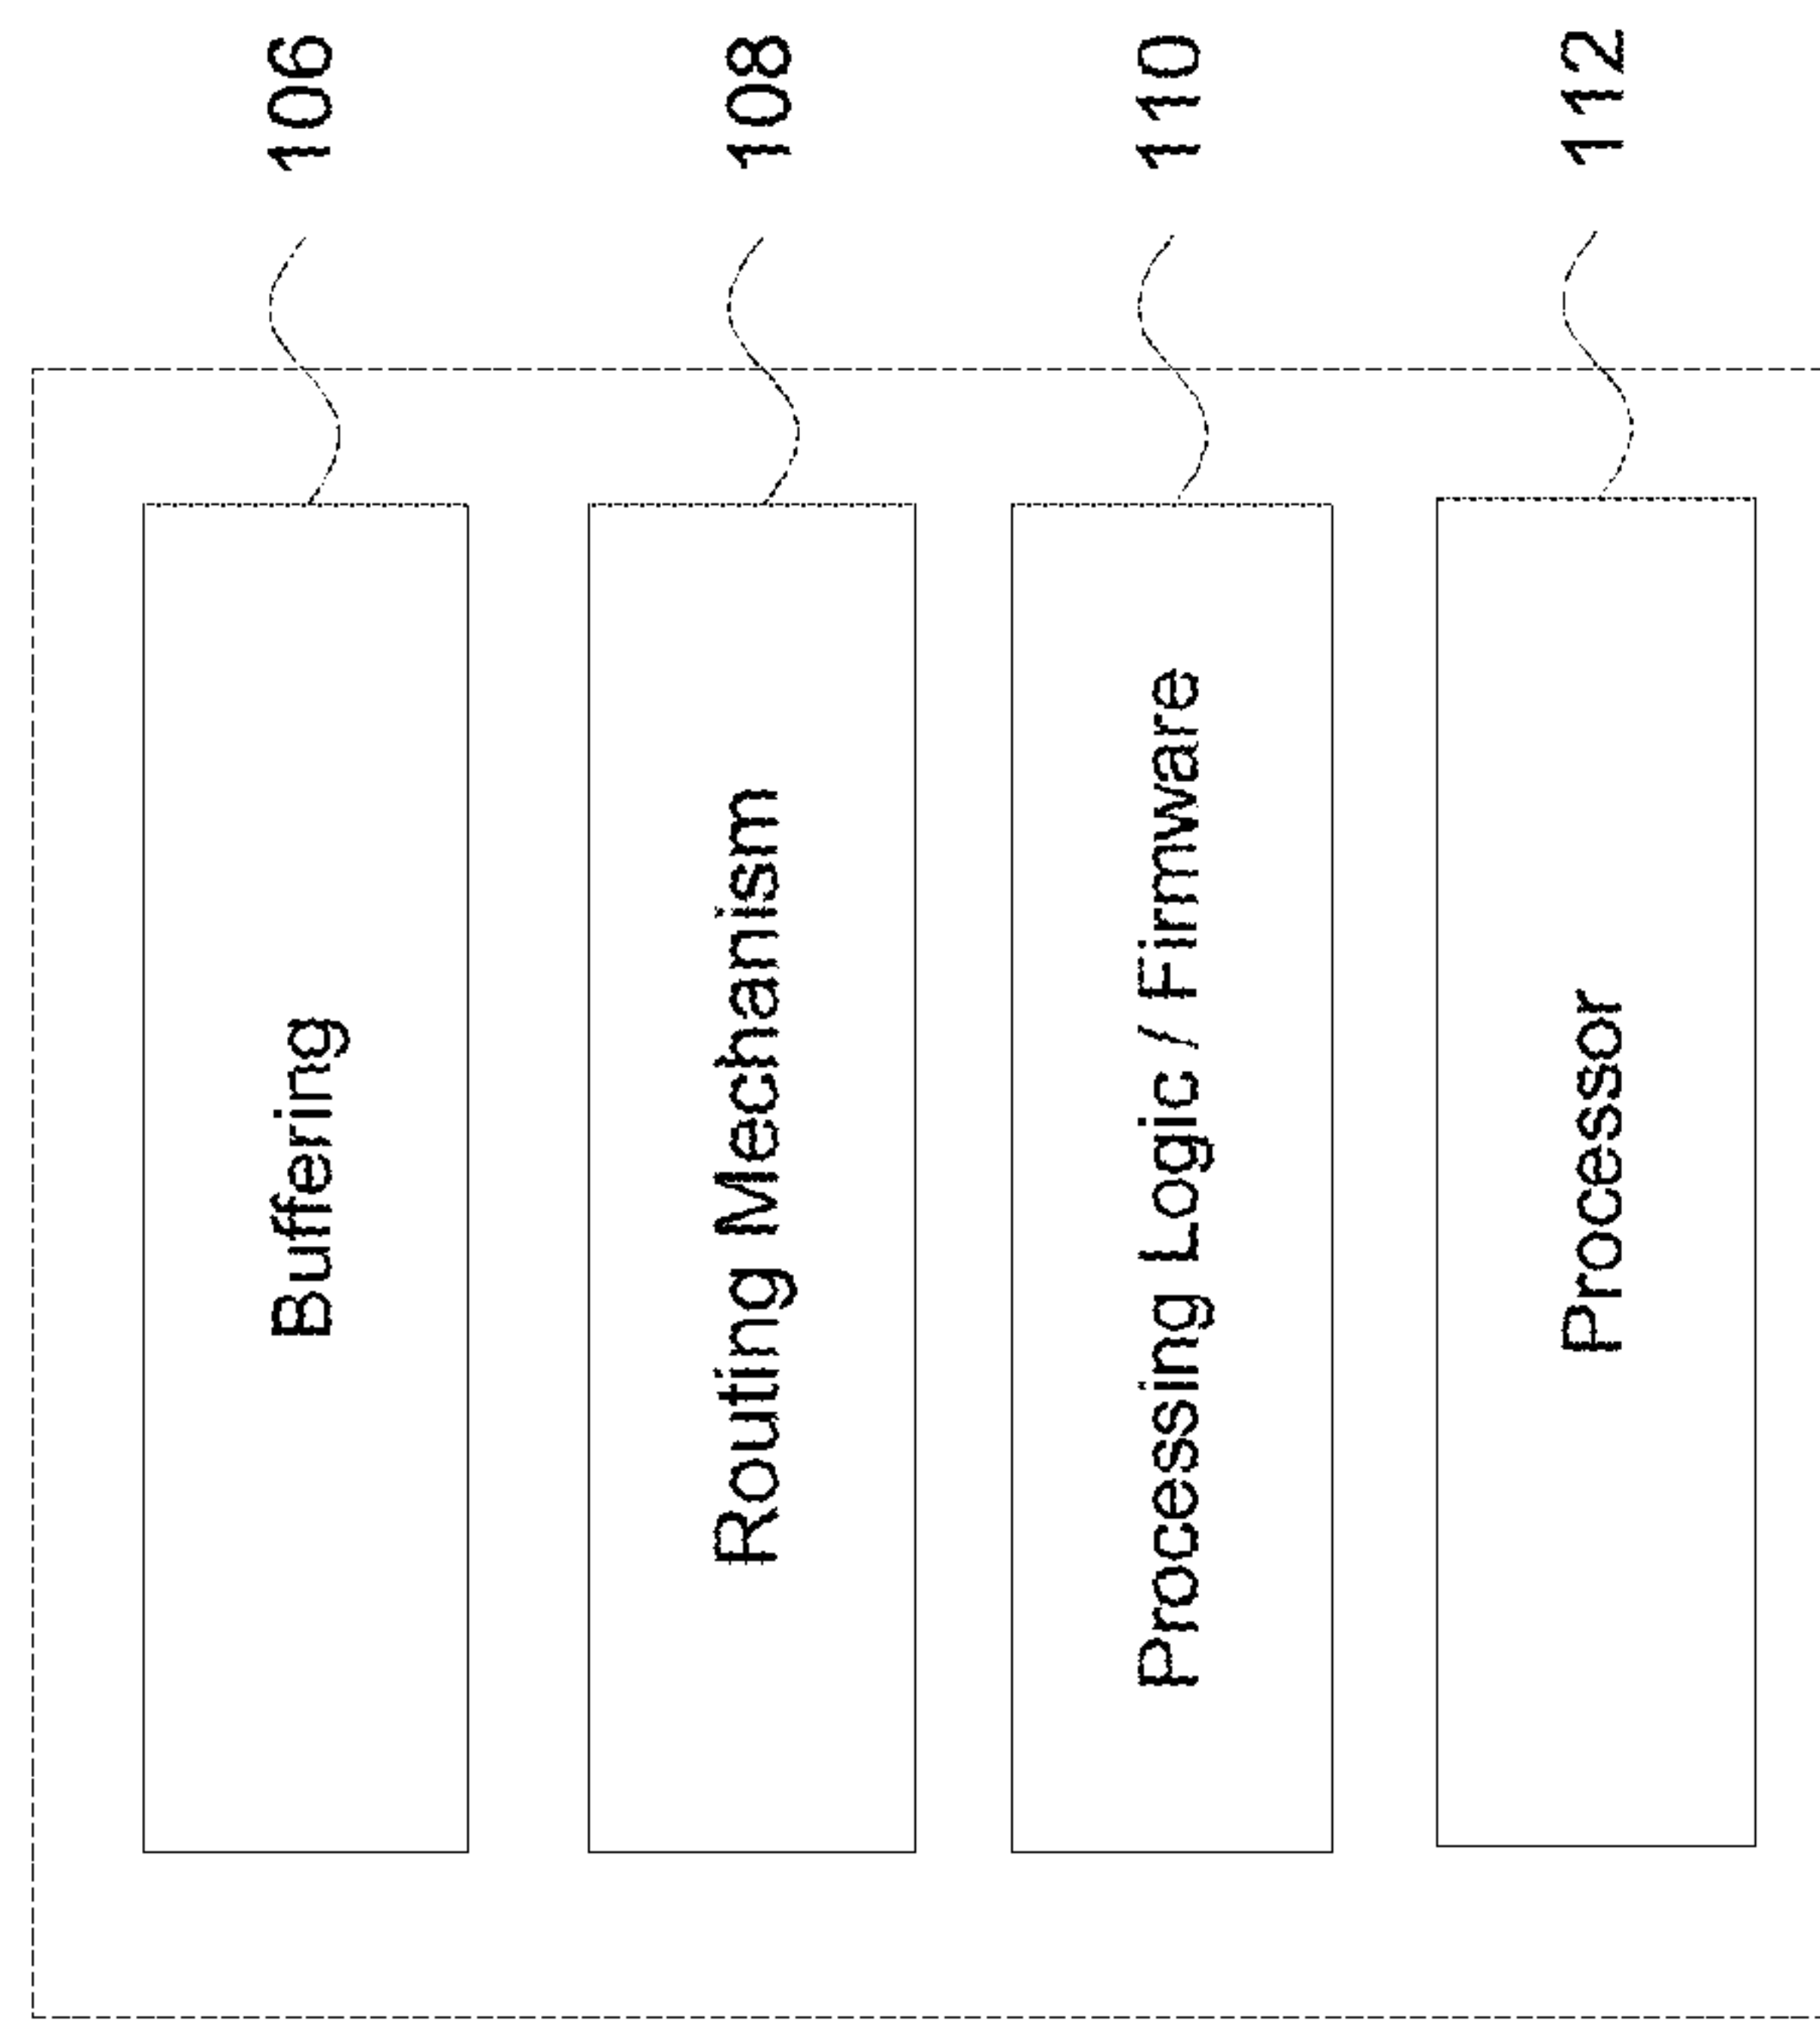 Buffering 106
Routing Mechanism 108
Processing Logic / Firmware 110
Processor 112